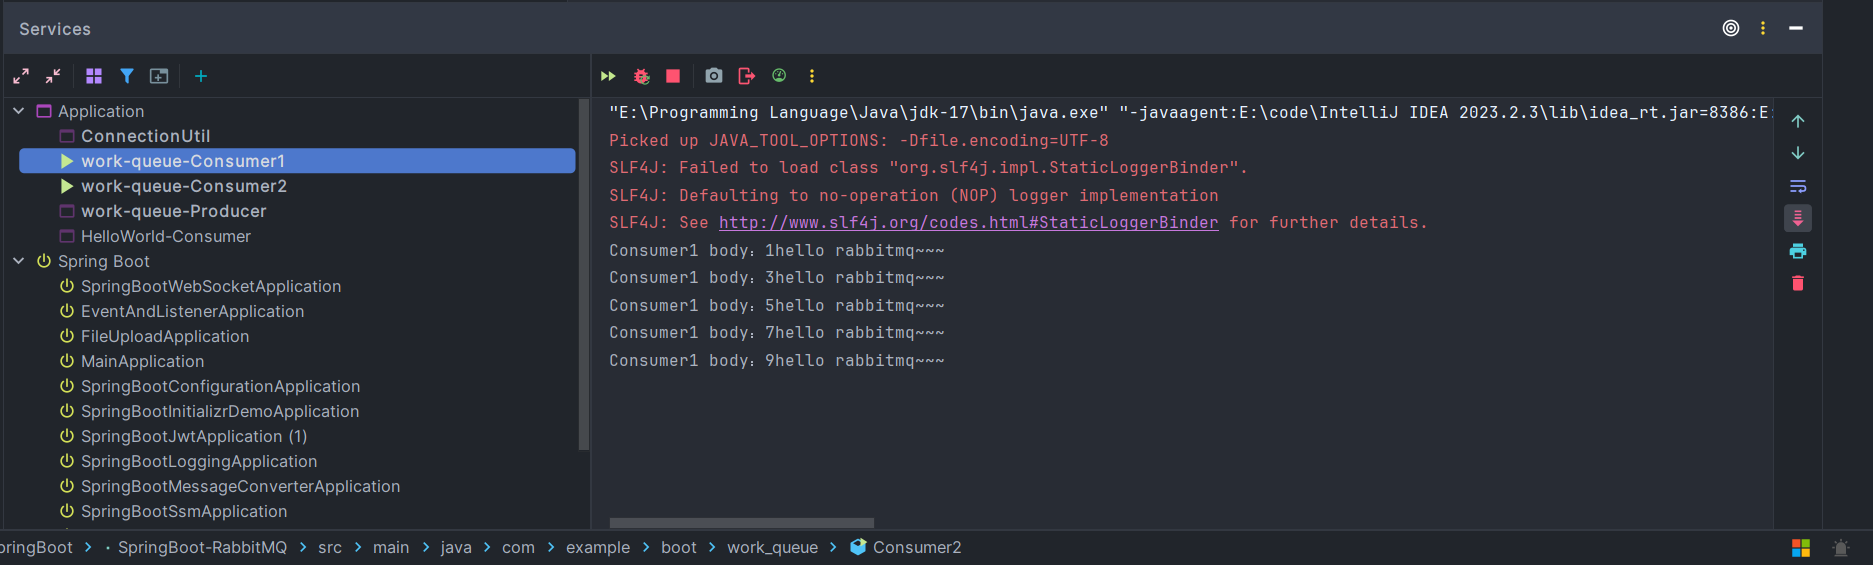 Services
Application
ConnectionUtil
work-queue-Consumer1
work-queue-Consumer2
work-queue-Producer
HelloWorld-Consumer
Spring Boot
SpringBootWebSocketApplication
EventAndListenerApplication
FileUploadApplication
MainApplication
SpringBootConfigurationApplication
SpringBootInitializrDemoApplication
SpringBootJwtApplication (1)
SpringBootLoggingApplication
SpringBootMessageConverterApplication
SpringBootSsmApplication
"E:\Programming Language\Java\jdk-17\bin\java.exe" "-javaagent:E:\code\IntelliJ IDEA 2023.2.3\lib\idea_rt.jar=8386:E:
Picked up JAVA_TOOL_OPTIONS: -Dfile.encoding=UTF-8
SLF4J: Failed to load class "org.slf4j.impl.StaticLoggerBinder".
SLF4J: Defaulting to no-operation (NOP) logger implementation
SLF4J: See http://www.slf4j.org/codes.html#StaticLoggerBinder for further details.
Consumer1 body：1hello rabbitmq~~~
Consumer1 body：3hello rabbitmq~~~
Consumer1 body：5hello rabbitmq~~~
Consumer1 body：7hello rabbitmq~~~
Consumer1 body：9hello rabbitmq~~~
pringBoot > SpringBoot-RabbitMQ > src > main > java > com > example > boot > work_queue > Consumer2